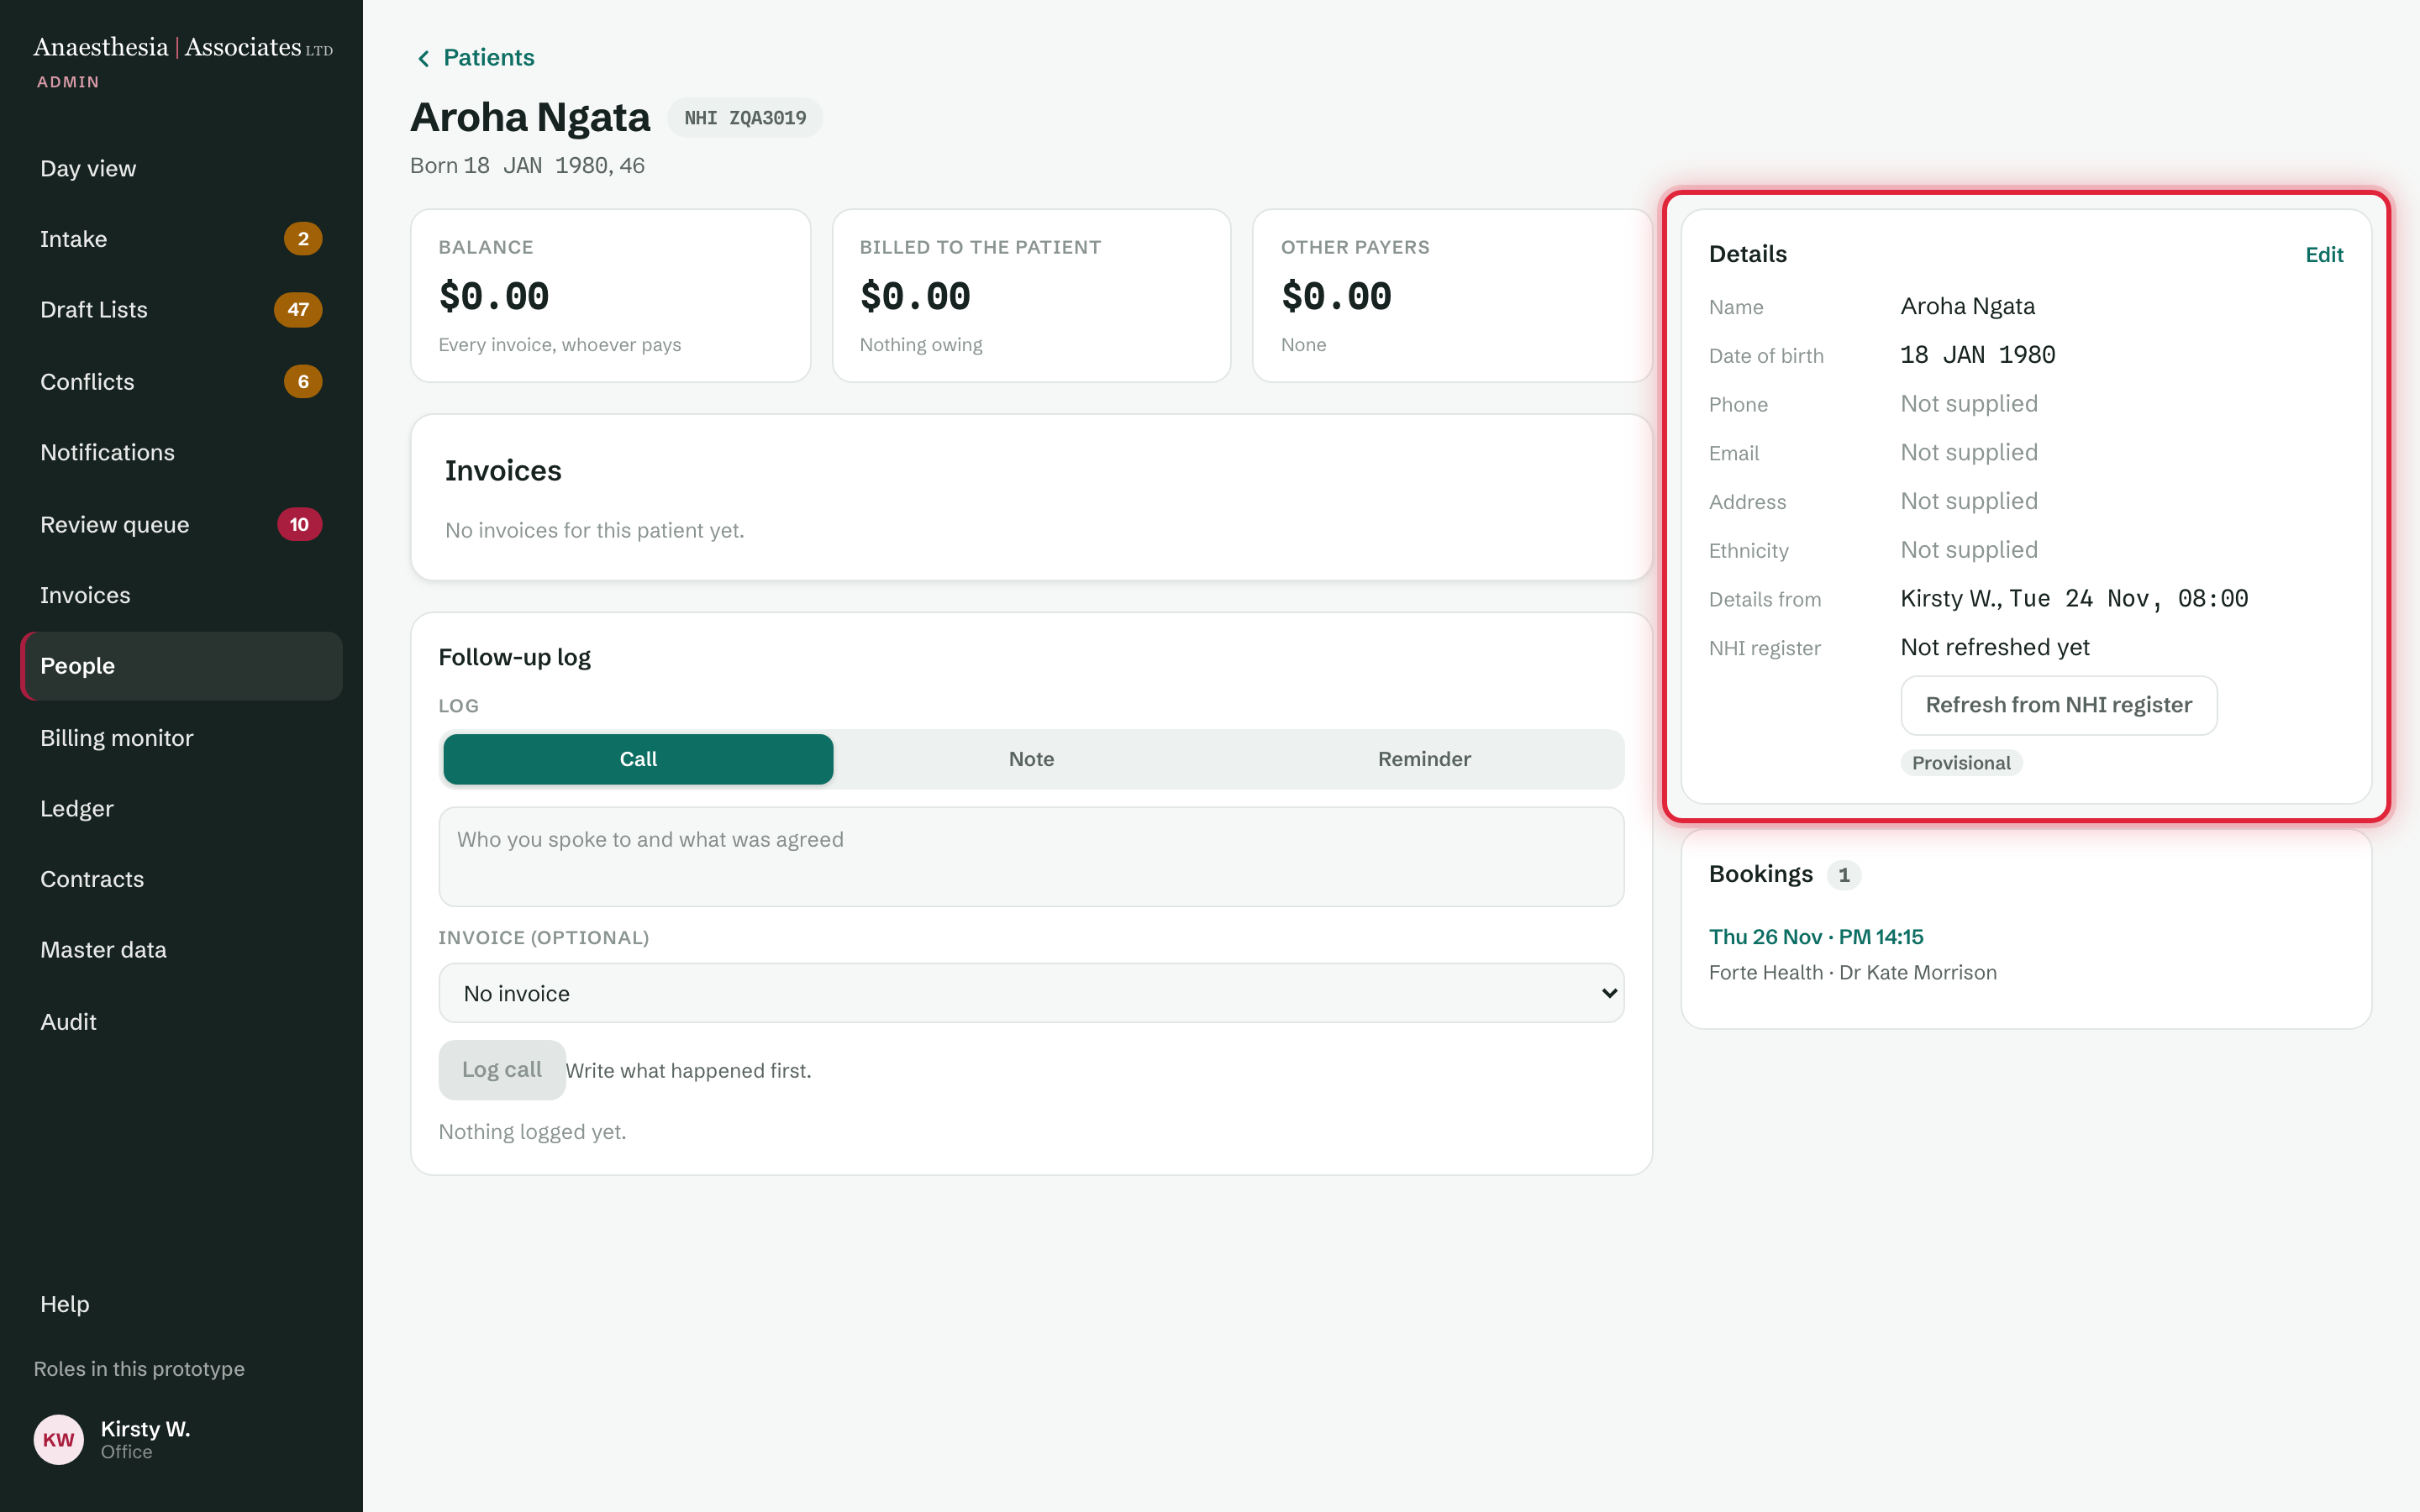 Anaesthesia | Associates LTD
ADMIN
Day view
Intake 2
Draft Lists 47
Conflicts 6
Notifications
Review queue 10
Invoices
People
Billing monitor
Ledger
Contracts
Master data
Audit
Help
Roles in this prototype
KW Kirsty W.
Office
Patients
Aroha Ngata NHI ZQA3019
Born 18 JAN 1980, 46
BALANCE
$0.00
Every invoice, whoever pays
BILLED TO THE PATIENT
$0.00
Nothing owing
OTHER PAYERS
$0.00
None
Invoices
No invoices for this patient yet.
Follow-up log
LOG
Call Note Reminder
Who you spoke to and what was agreed
INVOICE (OPTIONAL)
No invoice
Log call Write what happened first.
Nothing logged yet.
Details Edit
Name Aroha Ngata
Date of birth 18 JAN 1980
Phone Not supplied
Email Not supplied
Address Not supplied
Ethnicity Not supplied
Details from Kirsty W., Tue 24 Nov, 08:00
NHI register Not refreshed yet
Refresh from NHI register
Provisional
Bookings 1
Thu 26 Nov · PM 14:15
Forte Health · Dr Kate Morrison